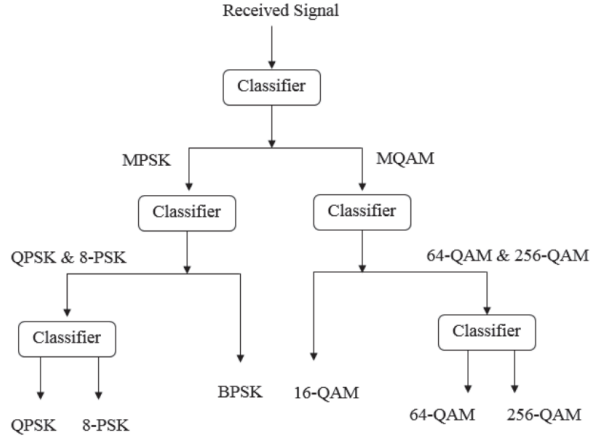 Received Signal
Classifier
MPSK
MQAM
Classifier
Classifier
QPSK & 8-PSK
64-QAM & 256-QAM
Classifier
Classifier
BPSK
16-QAM
QPSK
8-PSK
64-QAM
256-QAM